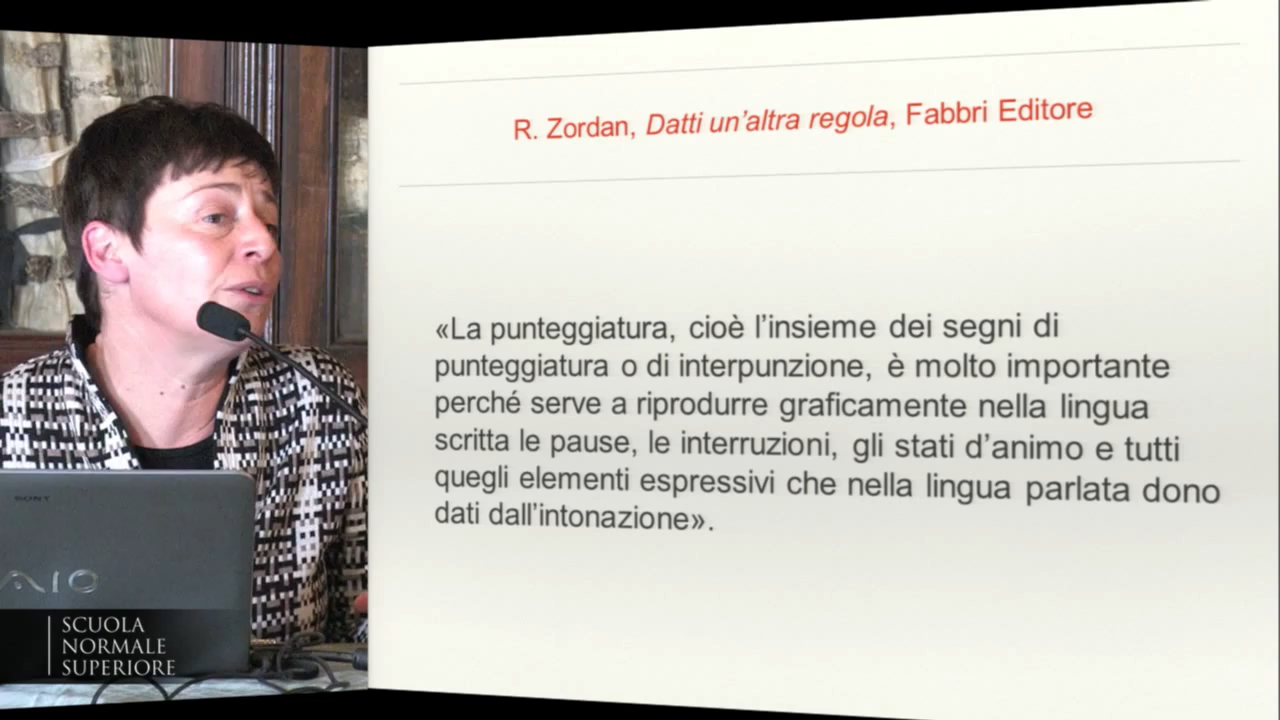 R. Zordan, Datti un'altra regola, Fabbri Editore
«La punteggiatura, cioè l'insieme dei segni di
punteggiatura o di interpunzione, è molto importante
perché serve a riprodurre graficamente nella lingua
scritta le pause, le interruzioni, gli stati d'animo e tutti
quegli elementi espressivi che nella lingua parlata dono
dati dall'intonazione».
SONY
VAIO
SCUOLA
NORMALE
SUPERIORE